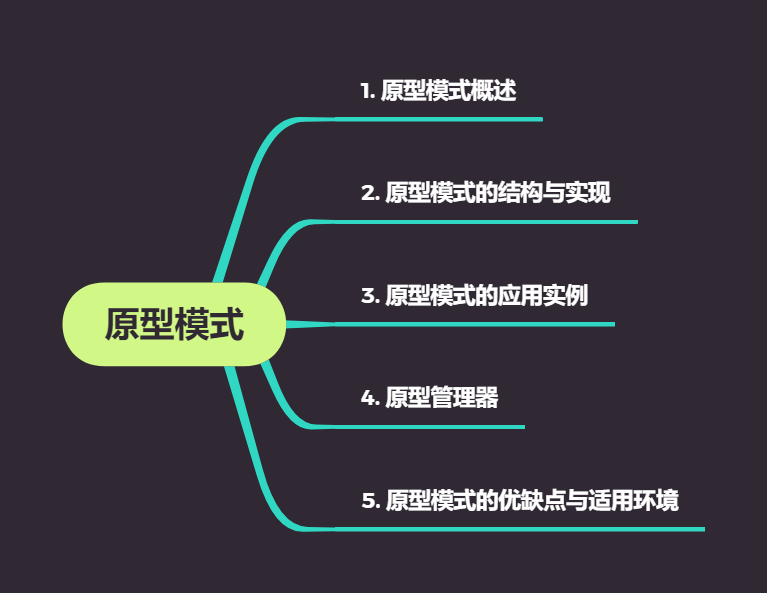 1. 原型模式概述
2. 原型模式的结构与实现
3. 原型模式的应用实例
原型模式
4. 原型管理器
5. 原型模式的优缺点与适用环境